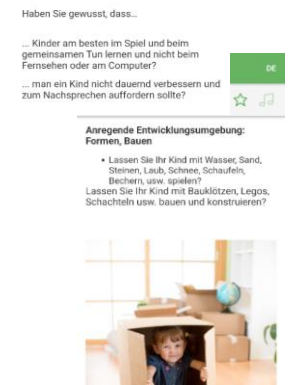 Haben Sie gewusst, dass...
... Kinder am besten im Spiel und beim
gemeinsamen Tun lernen und nicht beim
Fernsehen oder am Computer?
... man ein Kind nicht dauernd verbessern und
zum Nachsprechen auffordern sollte?
DE
Anregende Entwicklungsumgebung:
Formen, Bauen
• Lassen Sie Ihr Kind mit Wasser, Sand,
Steinen, Laub, Schnee, Schaufeln,
Bechern, usw. spielen?
Lassen Sie Ihr Kind mit Bauklötzen, Legos,
Schachteln usw. bauen und konstruieren?